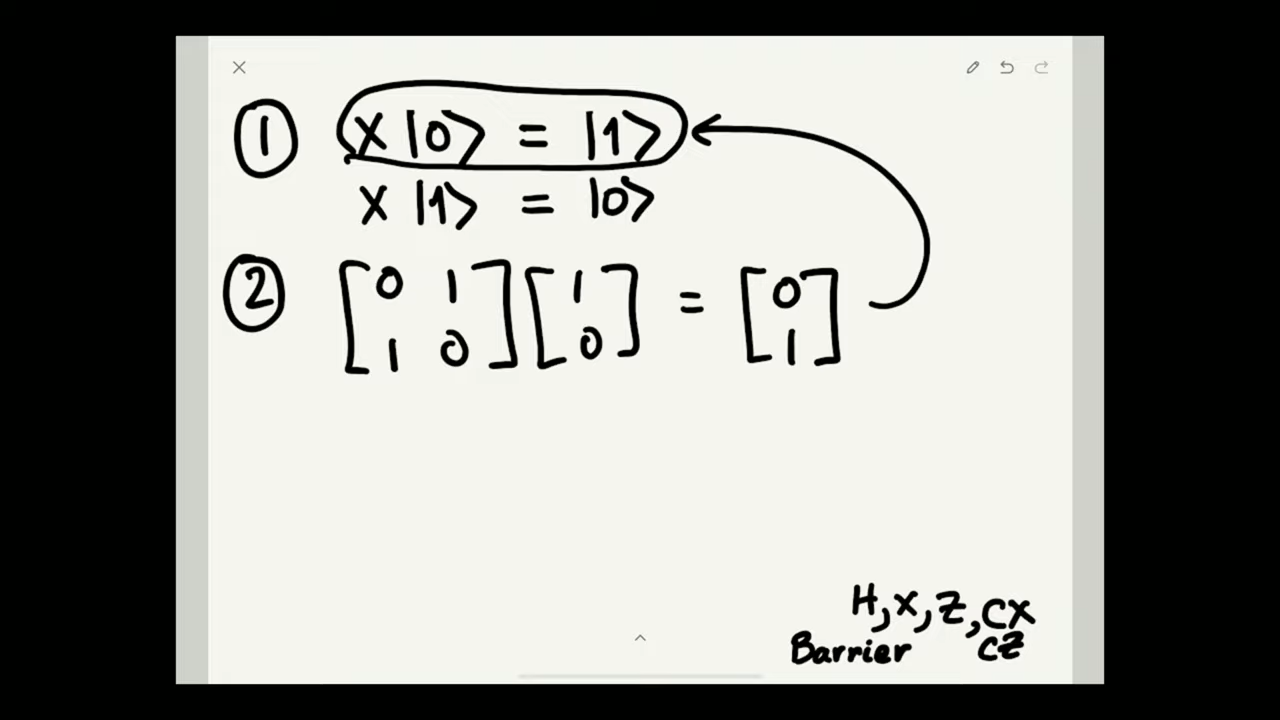 ① X|0⟩ = |1⟩
X|1⟩ = |0⟩
② [0 1] [1] = [0]
[1 0] [0] [1]
H, X, Z, CX
Barrier CZ